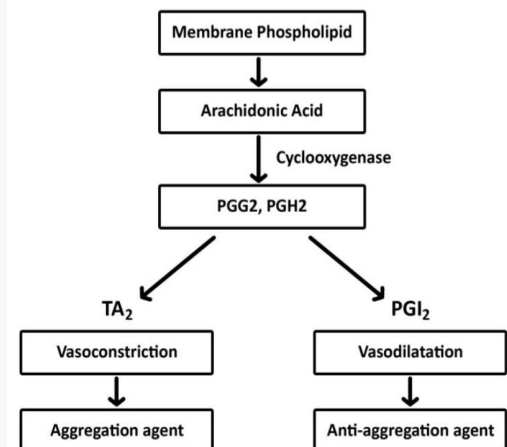 Membrane Phospholipid
Arachidonic Acid
Cyclooxygenase
PGG2, PGH2
TA₂
PGI₂
Vasoconstriction
Vasodilatation
Aggregation agent
Anti-aggregation agent